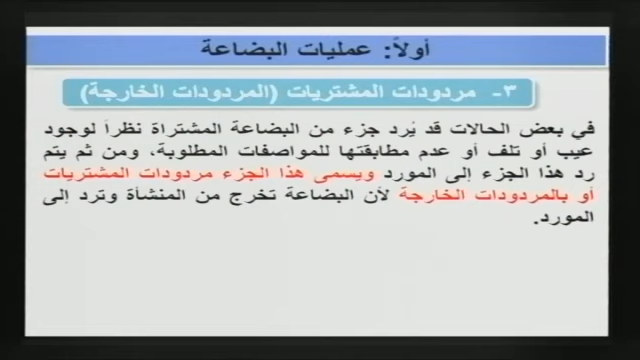 أولاً: عمليات البضاعة
٣- مردودات المشتريات (المردودات الخارجة)
في بعض الحالات قد يُرد جزء من البضاعة المشتراة نظراً لوجود
عيب أو تلف أو عدم مطابقتها للمواصفات المطلوبة، ومن ثم يتم
رد هذا الجزء إلى المورد ويسمى هذا الجزء مردودات المشتريات
أو بالمردودات الخارجة لأن البضاعة تخرج من المنشأة وترد إلى
المورد.